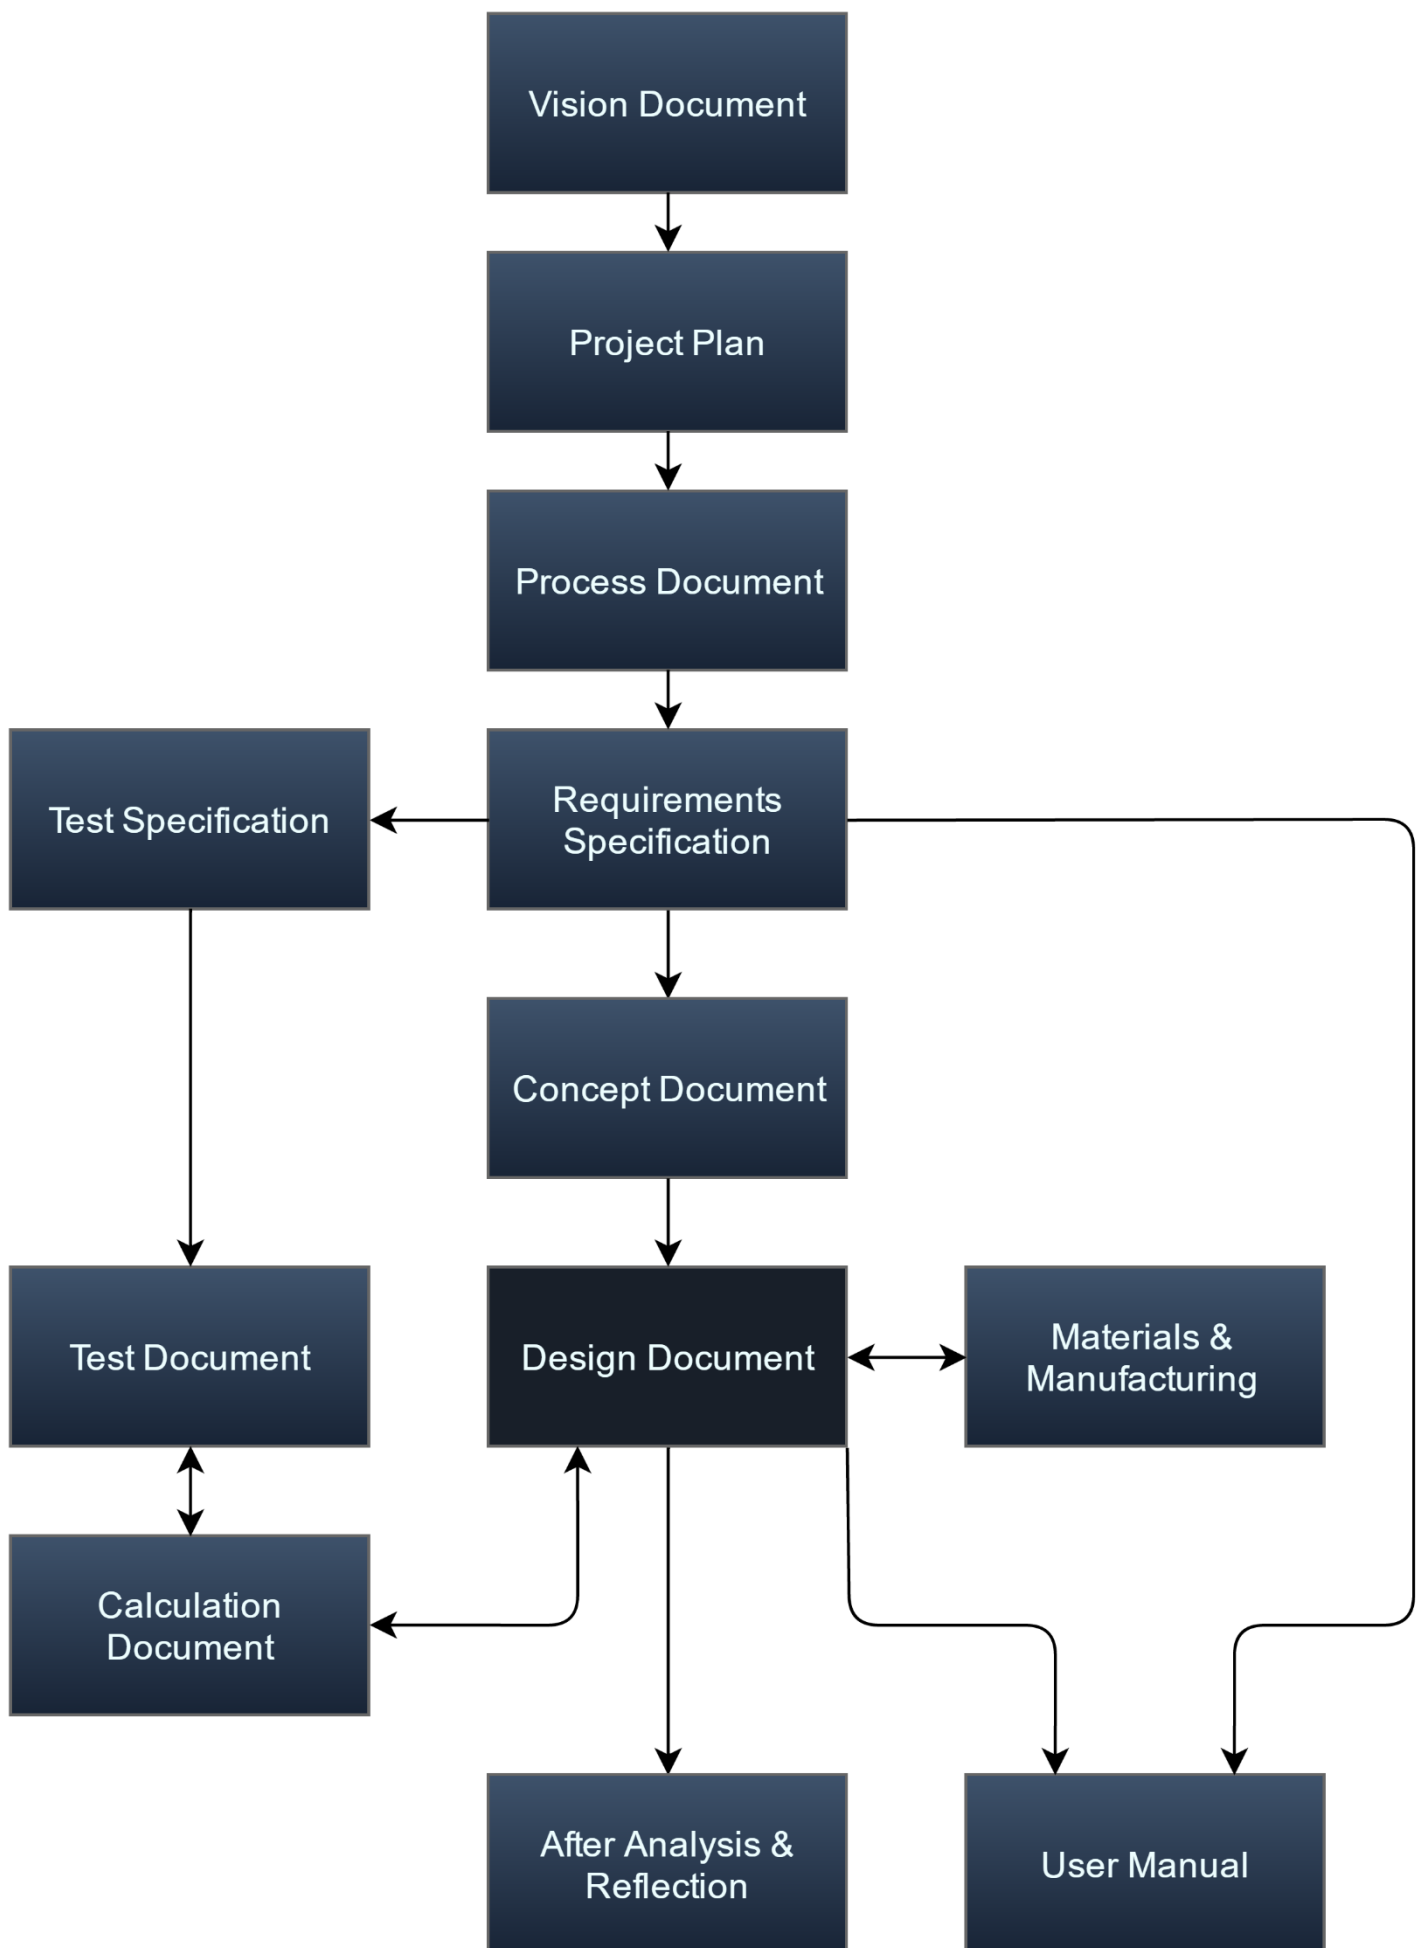 Vision Document
Project Plan
Process Document
Test Specification
Requirements
Specification
Concept Document
Test Document
Design Document
Materials &
Manufacturing
Calculation
Document
After Analysis &
Reflection
User Manual